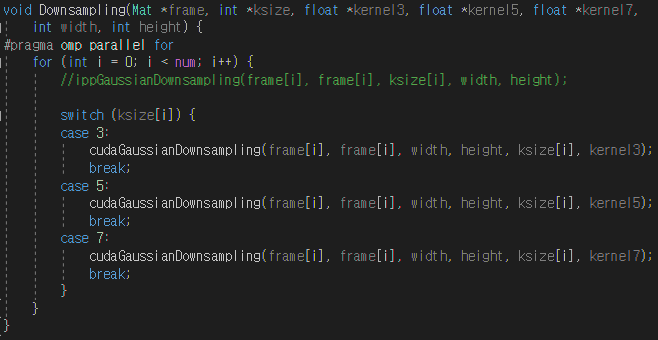 void Downsampling(Mat *frame, int *ksize, float *kernel3, float *kernel5, float *kernel7,
    int width, int height) {
#pragma omp parallel for
    for (int i = 0; i < num; i++) {
        //ippGaussianDownsampling(frame[i], frame[i], ksize[i], width, height);

        switch (ksize[i]) {
        case 3:
            cudaGaussianDownsampling(frame[i], frame[i], width, height, ksize[i], kernel3);
            break;
        case 5:
            cudaGaussianDownsampling(frame[i], frame[i], width, height, ksize[i], kernel5);
            break;
        case 7:
            cudaGaussianDownsampling(frame[i], frame[i], width, height, ksize[i], kernel7);
            break;
        }
    }
}